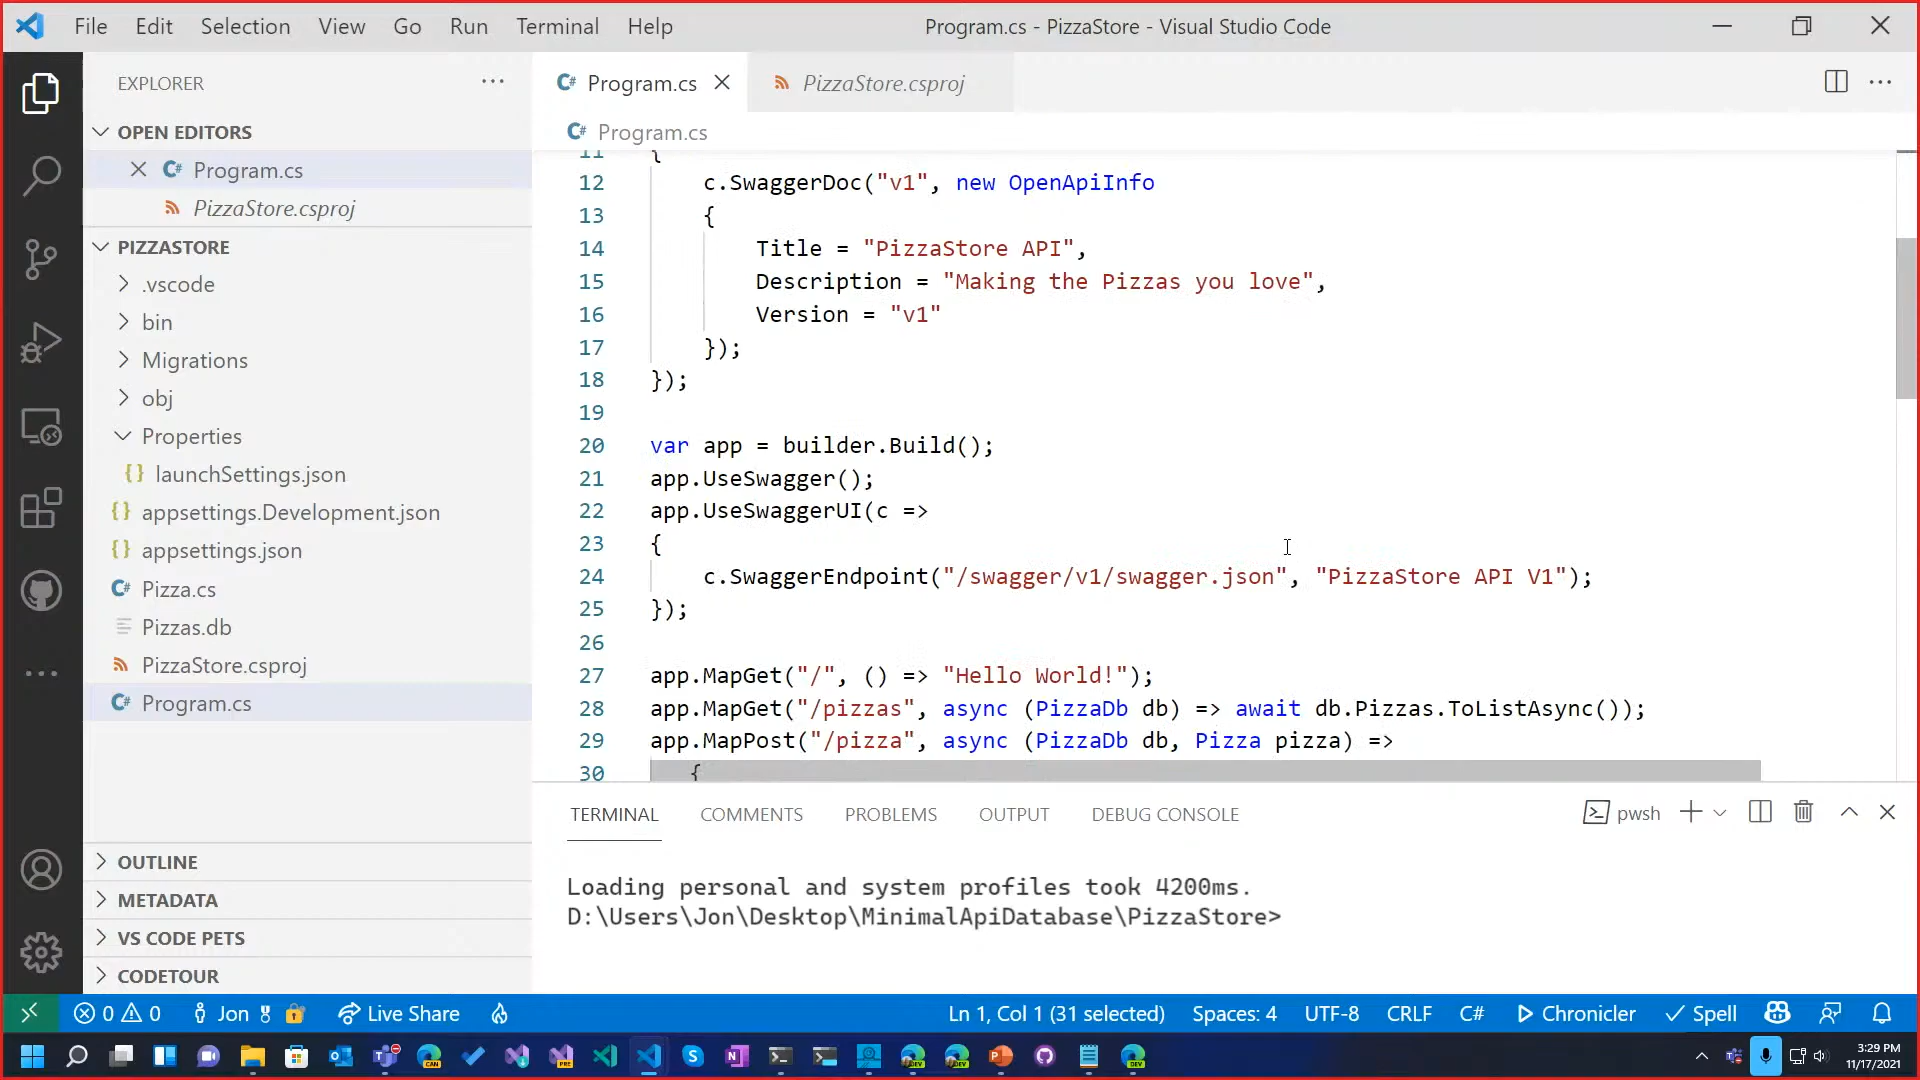 File Edit Selection View Go Run Terminal Help
Program.cs - PizzaStore - Visual Studio Code
EXPLORER
OPEN EDITORS
Program.cs
PizzaStore.csproj
PIZZASTORE
.vscode
bin
Migrations
obj
Properties
{} launchSettings.json
{} appsettings.Development.json
{} appsettings.json
C# Pizza.cs
Pizzas.db
PizzaStore.csproj
C# Program.cs
OUTLINE
METADATA
VS CODE PETS
CODETOUR
C# Program.cs
PizzaStore.csproj
C# Program.cs
11 {
12 c.SwaggerDoc("v1", new OpenApiInfo
13 {
14 Title = "PizzaStore API",
15 Description = "Making the Pizzas you love",
16 Version = "v1"
17 });
18 });
19
20 var app = builder.Build();
21 app.UseSwagger();
22 app.UseSwaggerUI(c =>
23 {
24 c.SwaggerEndpoint("/swagger/v1/swagger.json", "PizzaStore API V1");
25 });
26
27 app.MapGet("/", () => "Hello World!");
28 app.MapGet("/pizzas", async (PizzaDb db) => await db.Pizzas.ToListAsync());
29 app.MapPost("/pizza", async (PizzaDb db, Pizza pizza) =>
30 {
TERMINAL COMMENTS PROBLEMS OUTPUT DEBUG CONSOLE
pwsh
Loading personal and system profiles took 4200ms.
D:\Users\Jon\Desktop\MinimalApiDatabase\PizzaStore>
0 0 Jon Live Share
Ln 1, Col 1 (31 selected) Spaces: 4 UTF-8 CRLF C# Chronicler Spell
3:29 PM
11/17/2021